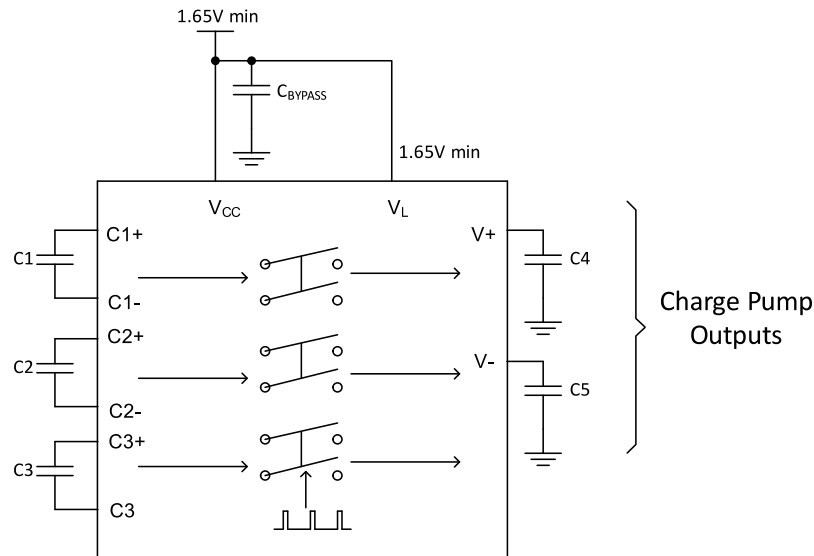 1.65V min
CBYPASS
1.65V min
VCC
VL
C1+
V+
C1
C4
C1-
Charge Pump
Outputs
C2+
V-
C2
C5
C2-
C3+
C3
C3